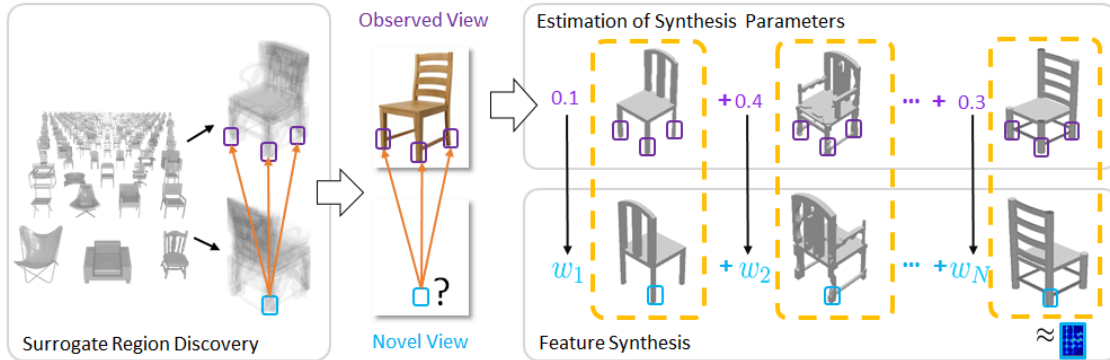 Observed View
Estimation of Synthesis Parameters
0.1 + 0.4 ... + 0.3
?
w1 + w2 ... + wN
Novel View
Surrogate Region Discovery
Feature Synthesis
≈